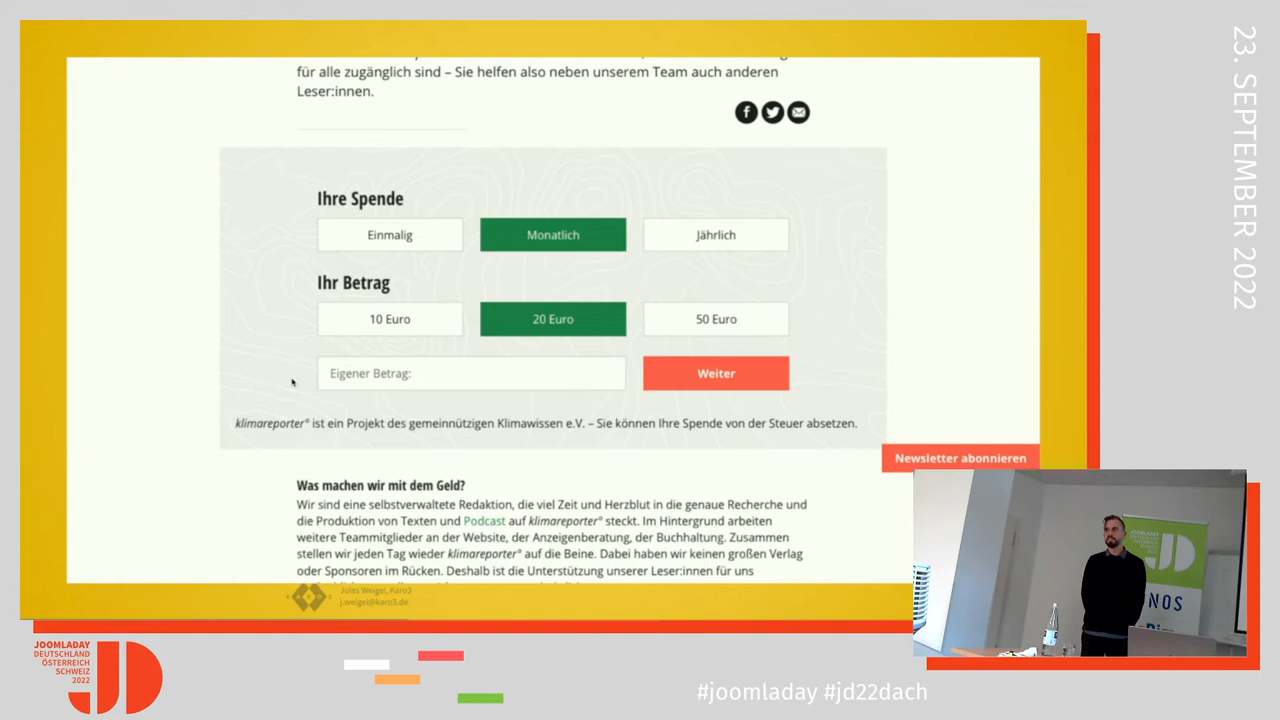 für alle zugänglich sind – Sie helfen also neben unserem Team auch anderen
Leser:innen.
Ihre Spende
Einmalig
Monatlich
Jährlich
Ihr Betrag
10 Euro
20 Euro
50 Euro
Eigener Betrag:
Weiter
klimareporter° ist ein Projekt des gemeinnützigen Klimawissen e.V. – Sie können Ihre Spende von der Steuer absetzen.
Newsletter abonnieren
Was machen wir mit dem Geld?
Wir sind eine selbstverwaltete Redaktion, die viel Zeit und Herzblut in die genaue Recherche und
die Produktion von Texten und Podcast auf klimareporter° steckt. Im Hintergrund arbeiten
weitere Teammitglieder an der Website, der Anzeigenberatung, der Buchhaltung. Zusammen
stellen wir jeden Tag wieder klimareporter° auf die Beine. Dabei haben wir keinen großen Verlag
oder Sponsoren im Rücken. Deshalb ist die Unterstützung unserer Leser:innen für uns
Jules Weigel, Karo3
j.weigel@karo3.de
23. SEPTEMBER 2022
JOOMLADAY
DEUTSCHLAND
ÖSTERREICH
SCHWEIZ
2022
JD
#joomladay #jd22dach
JOOMLADAY
DEUTSCHLAND
JD
NOS